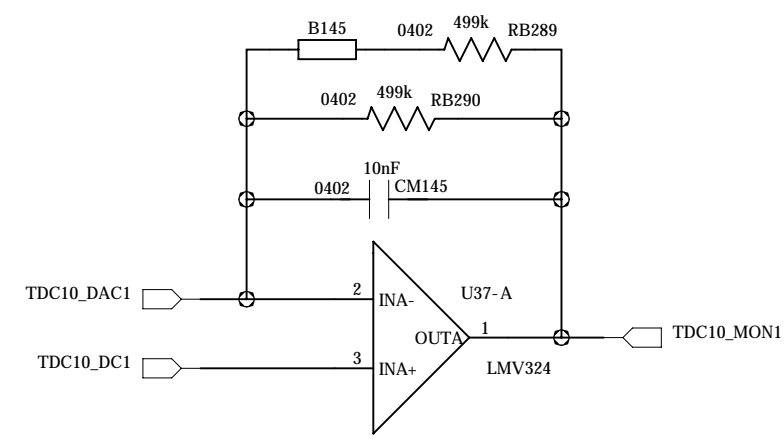 B145
0402
499k
RB289
0402
499k
RB290
10nF
0402
CM145
TDC10_DAC1
2
INA-
U37-A
OUTA
1
TDC10_MON1
TDC10_DC1
3
INA+
LMV324